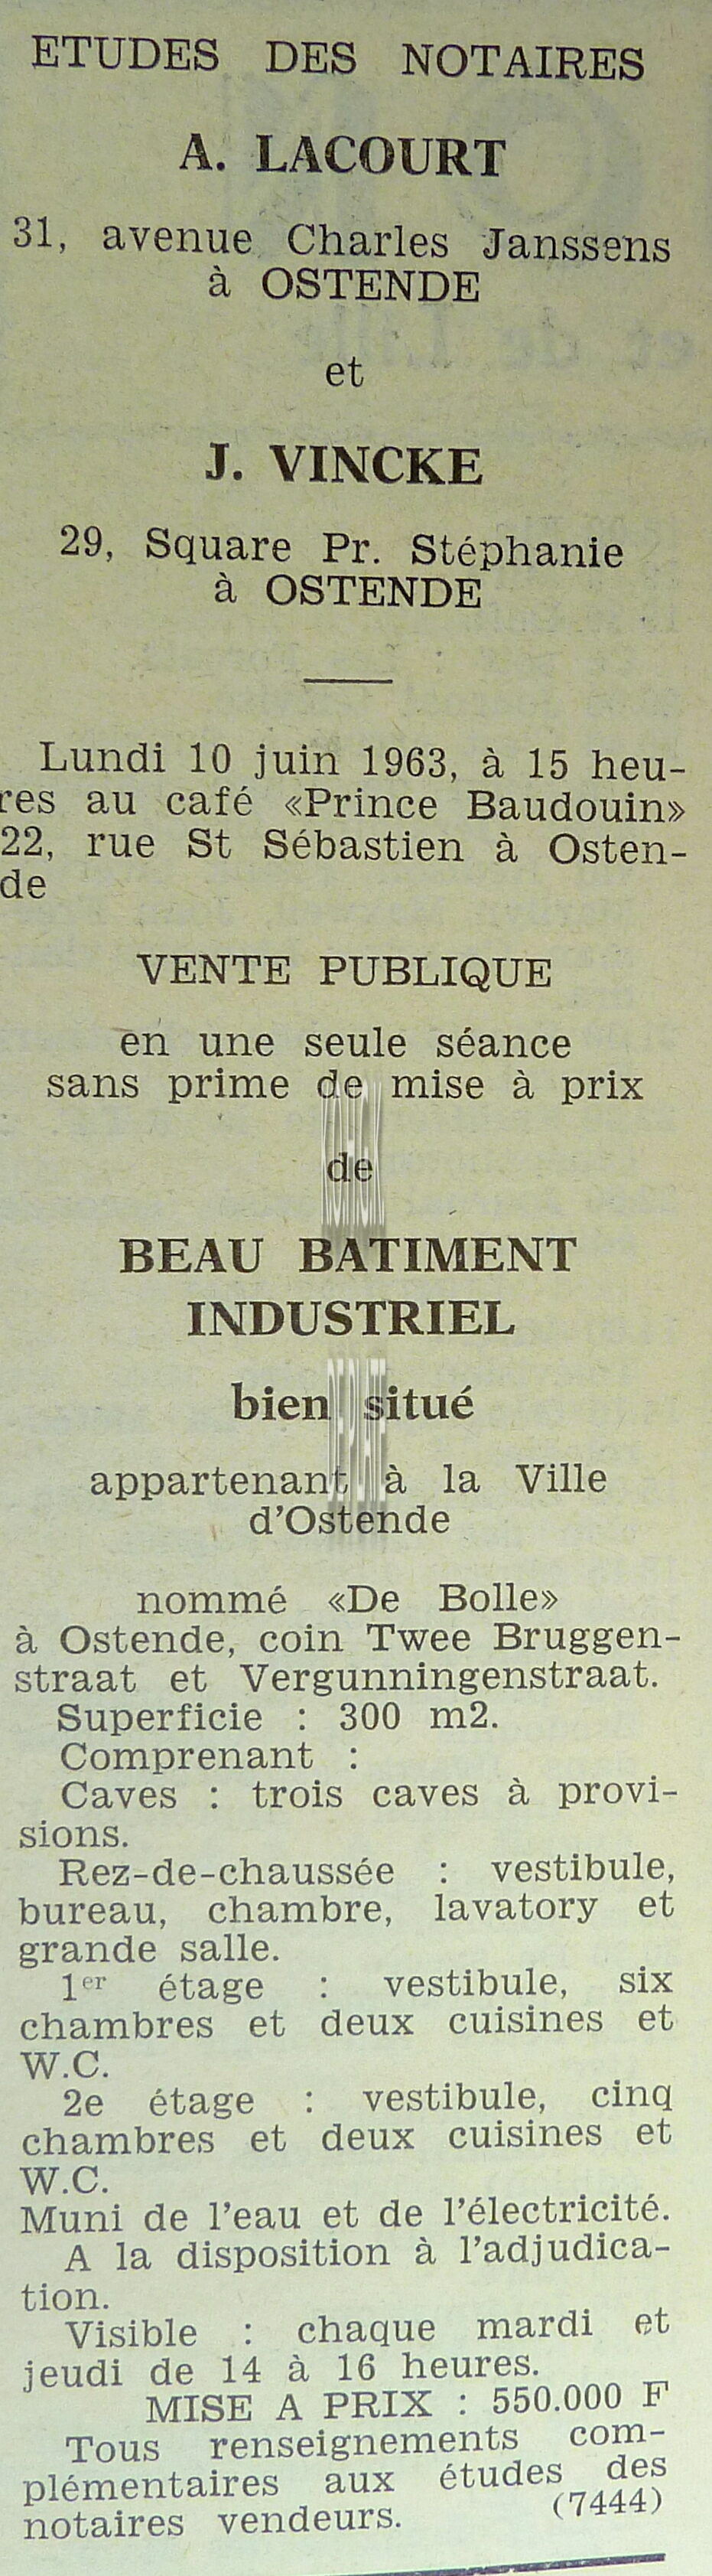 ETUDES DES NOTAIRES
A. LACOURT
31, avenue Charles Janssens
à OSTENDE
et
J. VINCKE
29, Square Pr. Stéphanie
à OSTENDE
Lundi 10 juin 1963, à 15 heu-
res au café «Prince Baudouin»
22, rue St Sébastien à Osten-
de
VENTE PUBLIQUE
en une seule séance
sans prime de mise à prix
de
BEAU BATIMENT
INDUSTRIEL
bien situé
appartenant à la Ville
d'Ostende
nommé «De Bolle»
à Ostende, coin Twee Bruggen-
straat et Vergunningenstraat.
Superficie : 300 m2.
Comprenant :
Caves : trois caves à provi-
sions.
Rez-de-chaussée : vestibule,
bureau, chambre, lavatory et
grande salle.
1er étage : vestibule, six
chambres et deux cuisines et
W.C.
2e étage : vestibule, cinq
chambres et deux cuisines et
W.C.
Muni de l'eau et de l'électricité.
A la disposition à l'adjudica-
tion.
Visible : chaque mardi et
jeudi de 14 à 16 heures.
MISE A PRIX : 550.000 F
Tous renseignements com-
plémentaires aux études des
notaires vendeurs. (7444)